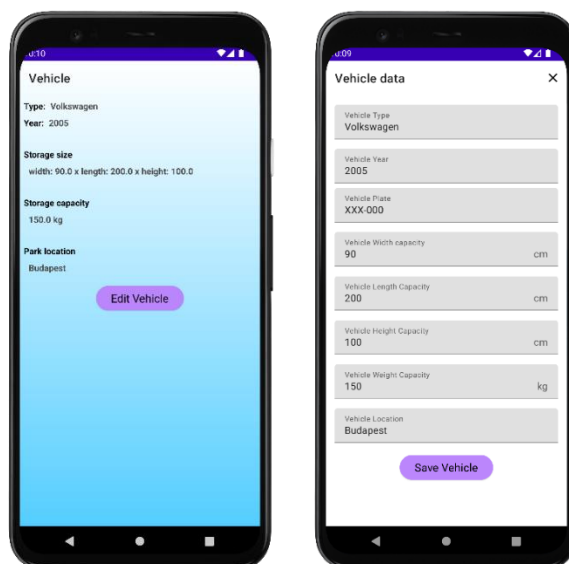 0:10
Vehicle
Type: Volkswagen
Year: 2005
Storage size
width: 90.0 x length: 200.0 x height: 100.0
Storage capacity
150.0 kg
Park location
Budapest
Edit Vehicle
0:09
Vehicle data
Vehicle Type
Volkswagen
Vehicle Year
2005
Vehicle Plate
XXX-000
Vehicle Width capacity
90 cm
Vehicle Length Capacity
200 cm
Vehicle Height Capacity
100 cm
Vehicle Weight Capacity
150 kg
Vehicle Location
Budapest
Save Vehicle